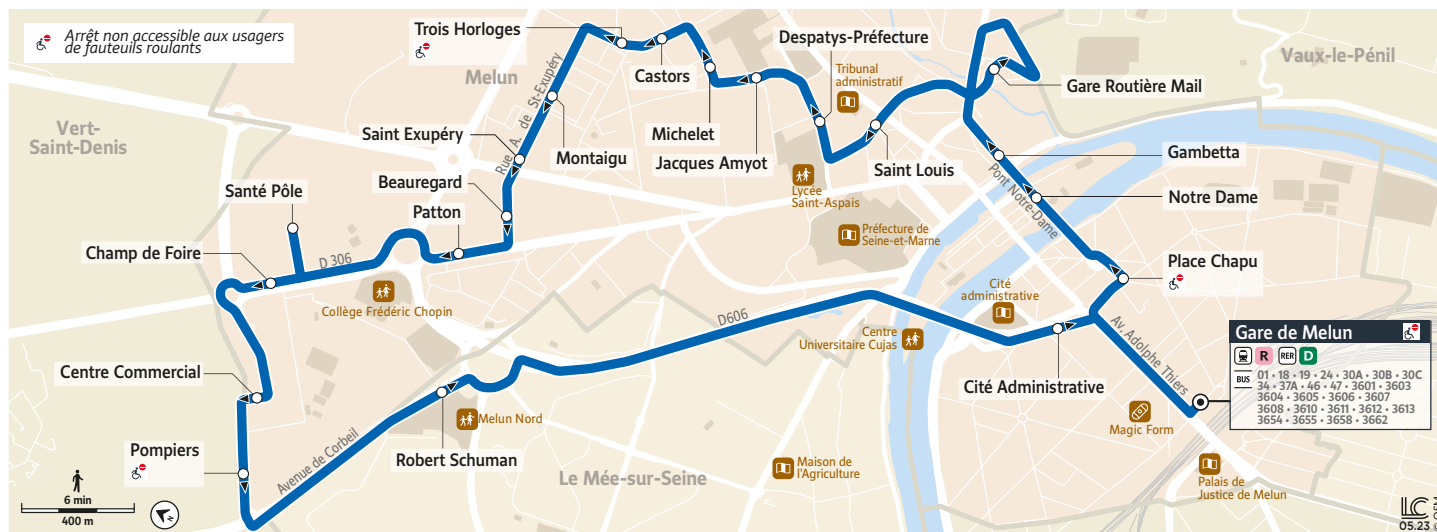 Arrêt non accessible aux usagers
de fauteuils roulants
Trois Horloges
Melun
Castors
Despatys-Préfecture
Tribunal
administratif
Vaux-le-Pénil
Gare Routière Mail
Vert-
Saint-Denis
Rue A. de St-Exupéry
Saint Exupéry
Montaigu
Michelet
Jacques Amyot
Saint Louis
Gambetta
Beauregard
Lycée
Saint-Aspais
Pont Notre-Dame
Notre Dame
Santé Pôle
Patton
Préfecture de
Seine-et-Marne
Champ de Foire
D 306
Place Chapu
Collège Frédéric Chopin
Cité
administrative
D606
Centre
Universitaire Cujas
Av. Adolphe Thiers
Gare de Melun
R RER D
BUS
01 • 18 • 19 • 24 • 30A • 30B • 30C
34 • 37A • 46 • 47 • 3601 • 3603
3604 • 3605 • 3606 • 3607
3608 • 3610 • 3611 • 3612 • 3613
3654 • 3655 • 3658 • 3662
Centre Commercial
Cité Administrative
Melun Nord
Magic Form
Avenue de Corbeil
Pompiers
Robert Schuman
Le Mée-sur-Seine
Maison de
l'Agriculture
Palais de
Justice de Melun
6 min
400 m
N
LC
05.23 © OSM